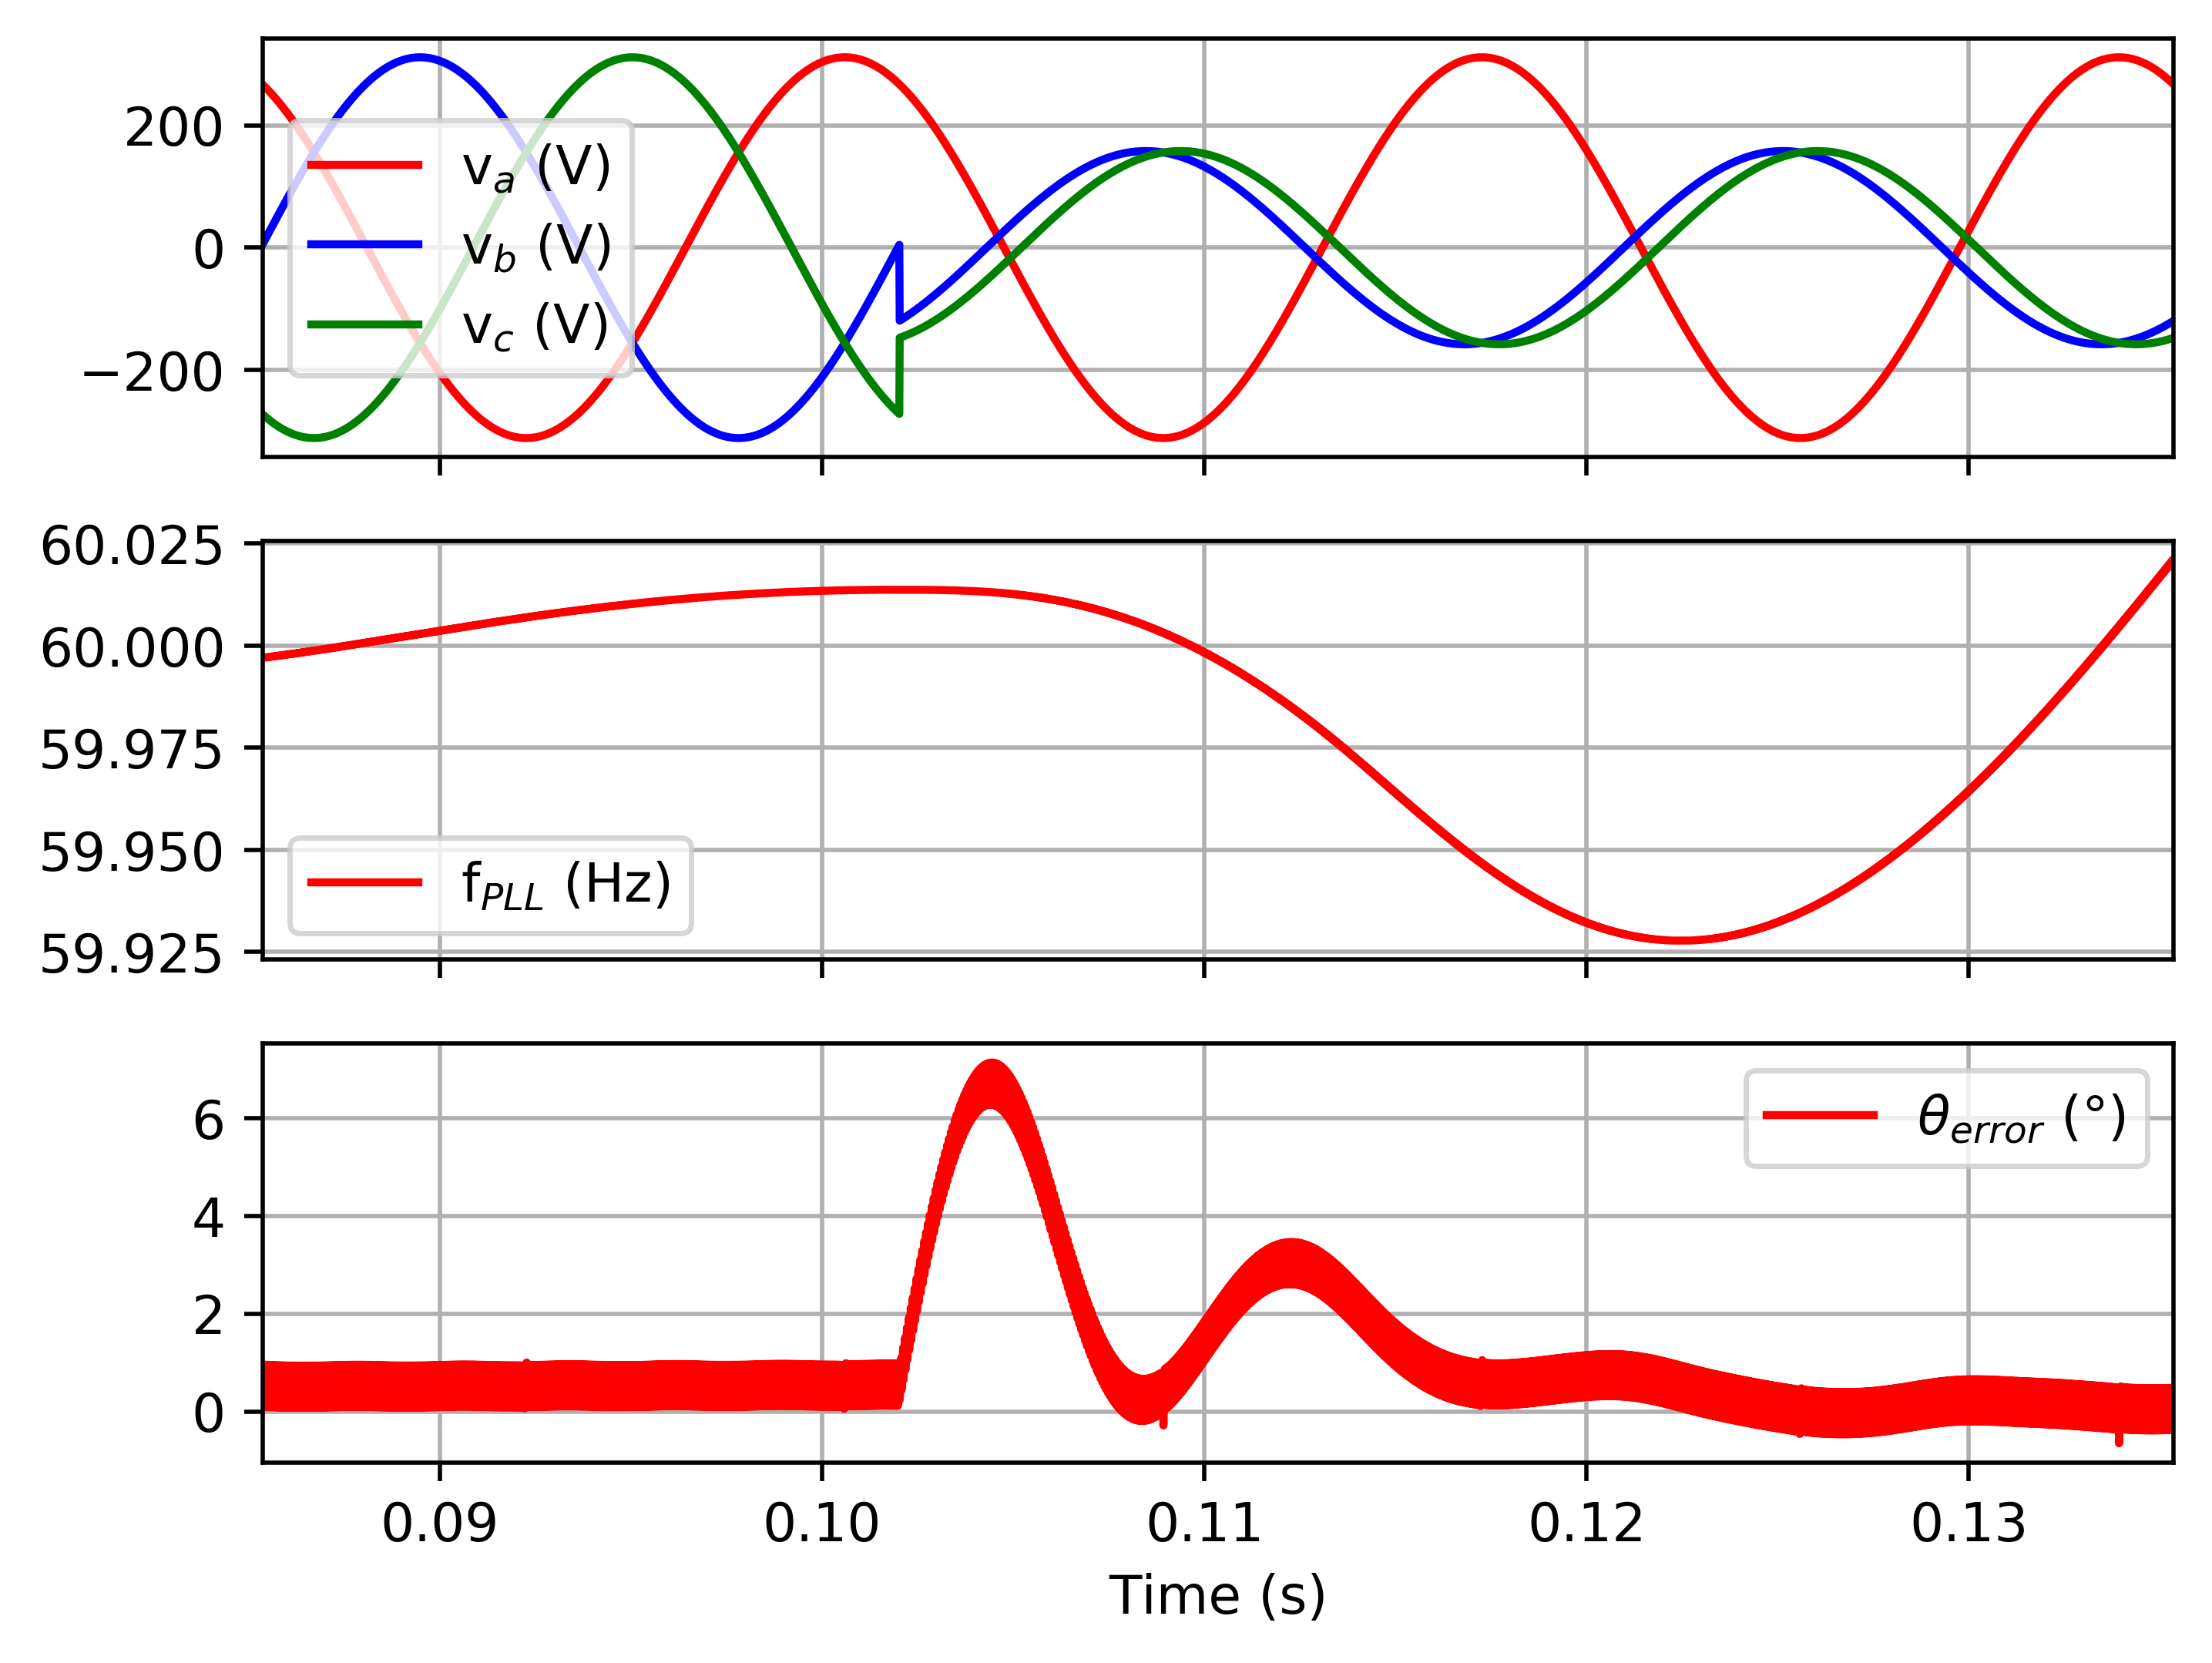 200
0
−200
v_a (V)
v_b (V)
v_c (V)
60.025
60.000
59.975
59.950
59.925
f_PLL (Hz)
6
4
2
0
θ_error (°)
0.09 0.10 0.11 0.12 0.13
Time (s)